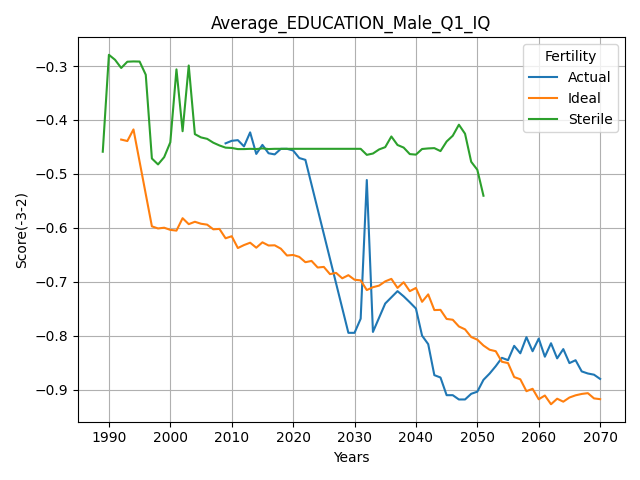 Average_EDUCATION_Male_Q1_IQ
Fertility
Actual
Ideal
Sterile
Score(-3-2)
−0.3
−0.4
−0.5
−0.6
−0.7
−0.8
−0.9
1990 2000 2010 2020 2030 2040 2050 2060 2070
Years